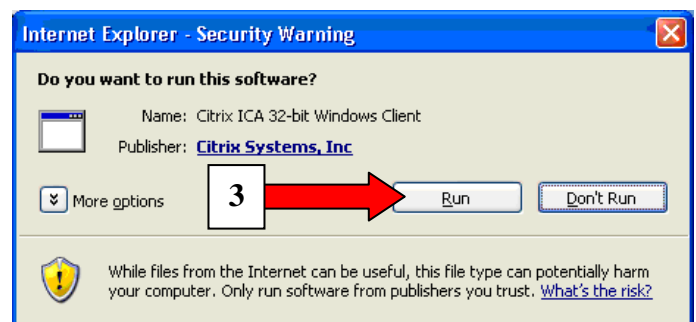 Internet Explorer - Security Warning
Do you want to run this software?
Name: Citrix ICA 32-bit Windows Client
Publisher: Citrix Systems, Inc
More options
3
Run
Don't Run
While files from the Internet can be useful, this file type can potentially harm
your computer. Only run software from publishers you trust. What's the risk?